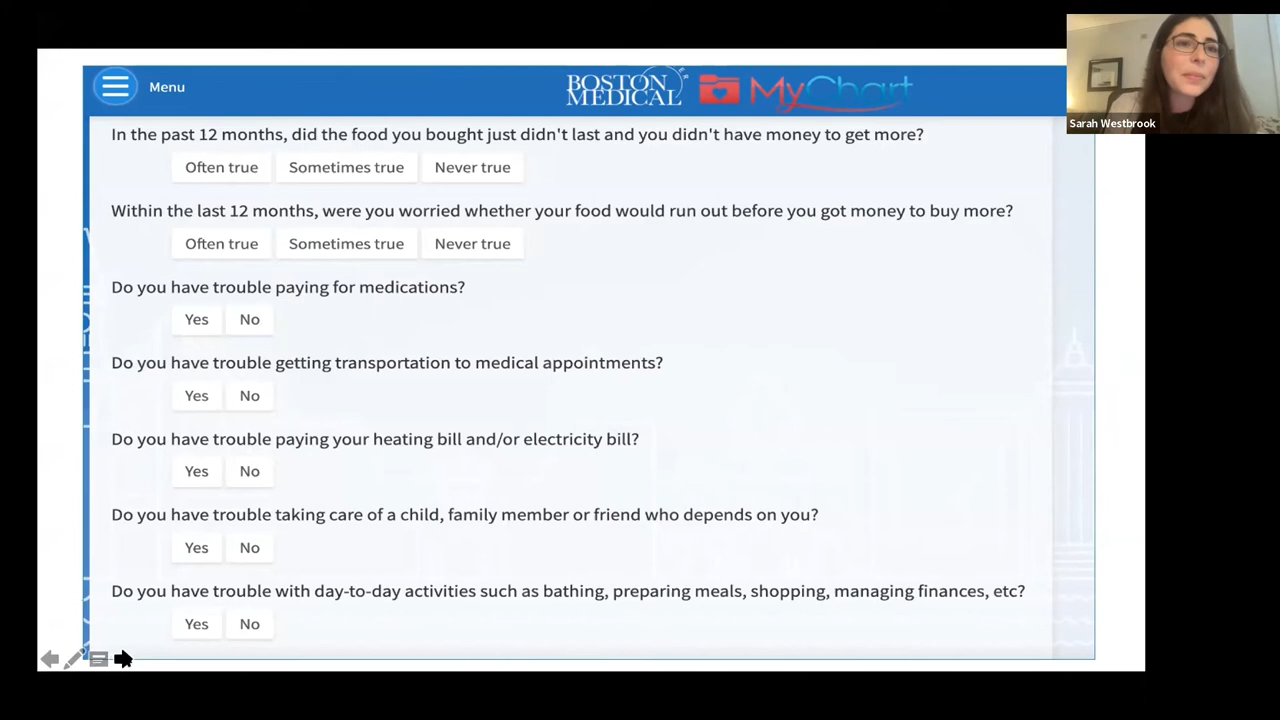 Menu
BOSTON
MEDICAL
MyChart
Sarah Westbrook
In the past 12 months, did the food you bought just didn't last and you didn't have money to get more?
Often true Sometimes true Never true
Within the last 12 months, were you worried whether your food would run out before you got money to buy more?
Often true Sometimes true Never true
Do you have trouble paying for medications?
Yes No
Do you have trouble getting transportation to medical appointments?
Yes No
Do you have trouble paying your heating bill and/or electricity bill?
Yes No
Do you have trouble taking care of a child, family member or friend who depends on you?
Yes No
Do you have trouble with day-to-day activities such as bathing, preparing meals, shopping, managing finances, etc?
Yes No